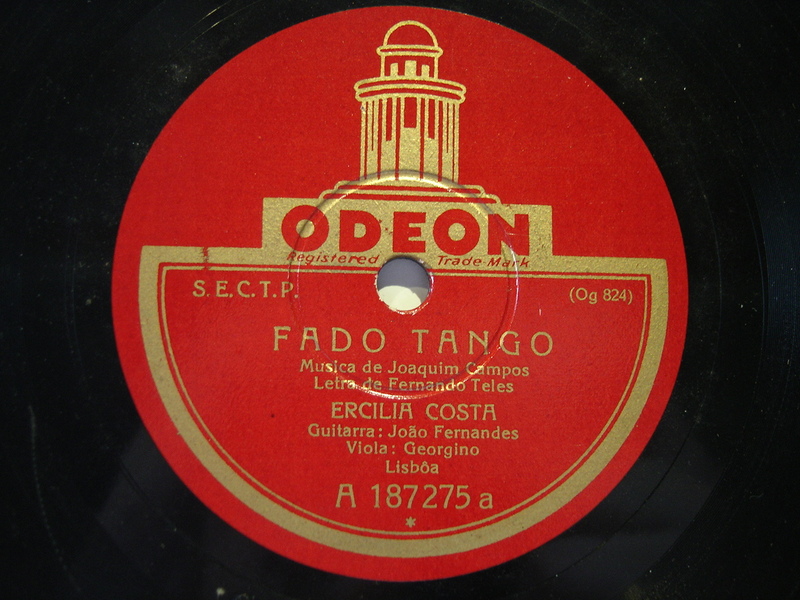 ODEON
Registered Trade-Mark
S.E.C.T.P. (Og 824)
FADO TANGO
Musica de Joaquim Campos
Letra de Fernando Teles
ERCILIA COSTA
Guitarra: João Fernandes
Viola: Georgino
Lisbôa
A 187275 a
*